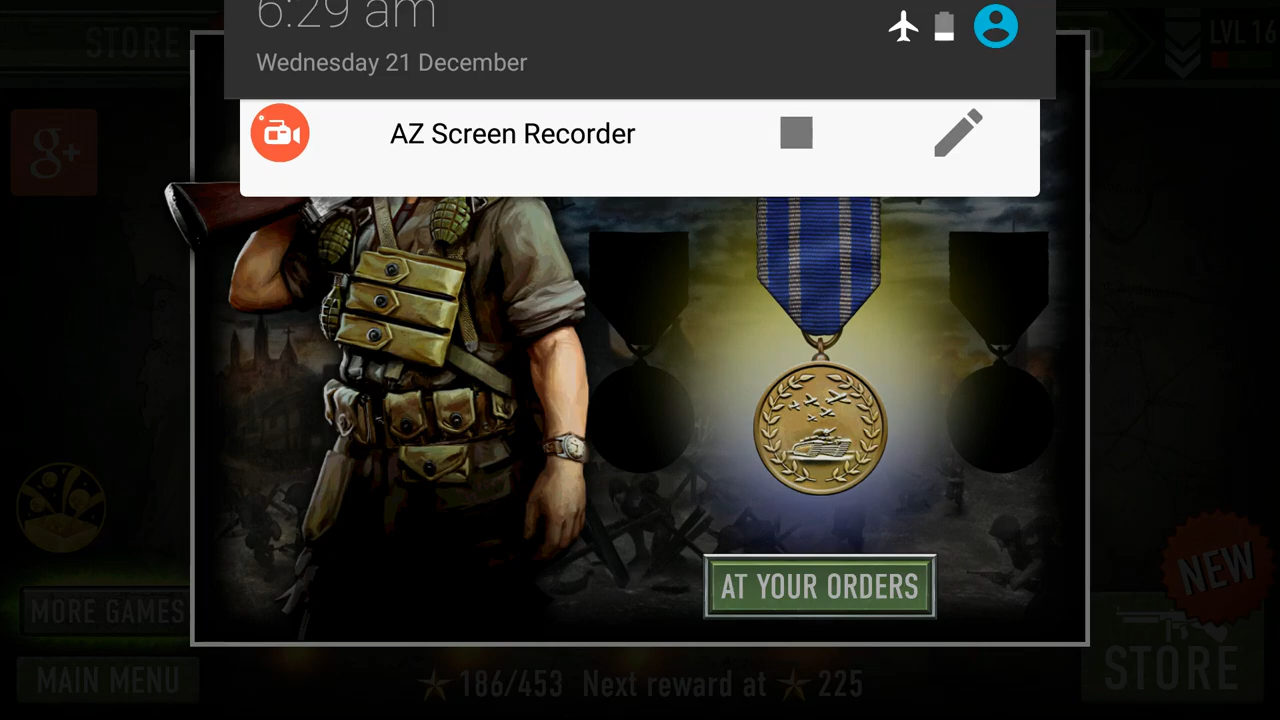 6:29 am
Wednesday 21 December
STORE
LVL 16
g+
AZ Screen Recorder
AT YOUR ORDERS
NEW
MORE GAMES
MAIN MENU
186/453 Next reward at 225
STORE